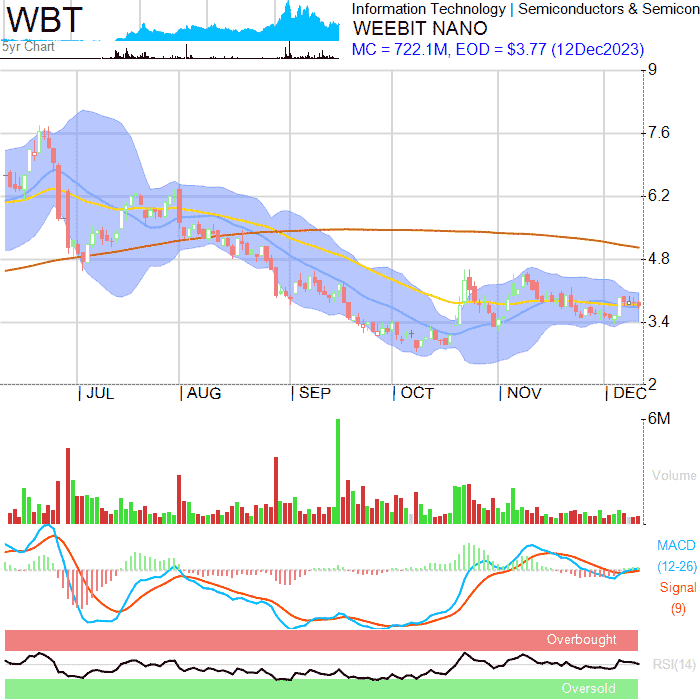 WBT
5yr Chart
Information Technology | Semiconductors & Semicon
WEEBIT NANO
MC = 722.1M, EOD = $3.77 (12Dec2023)
9
7.6
6.2
4.8
3.4
2
| JUL | AUG | SEP | OCT | NOV | DEC
6M
Volume
MACD
(12-26)
Signal
(9)
Overbought
RSI(14)
Oversold